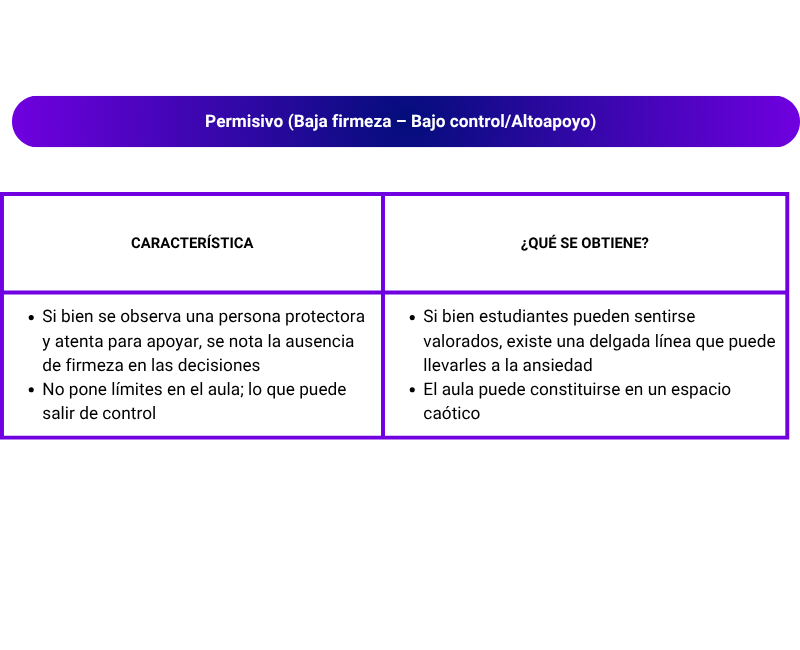 Permisivo (Baja firmeza – Bajo control/Altoapoyo)
CARACTERÍSTICA
¿QUÉ SE OBTIENE?
• Si bien se observa una persona protectora
y atenta para apoyar, se nota la ausencia
de firmeza en las decisiones
• No pone límites en el aula; lo que puede
salir de control
• Si bien estudiantes pueden sentirse
valorados, existe una delgada línea que puede
llevarles a la ansiedad
• El aula puede constituirse en un espacio
caótico